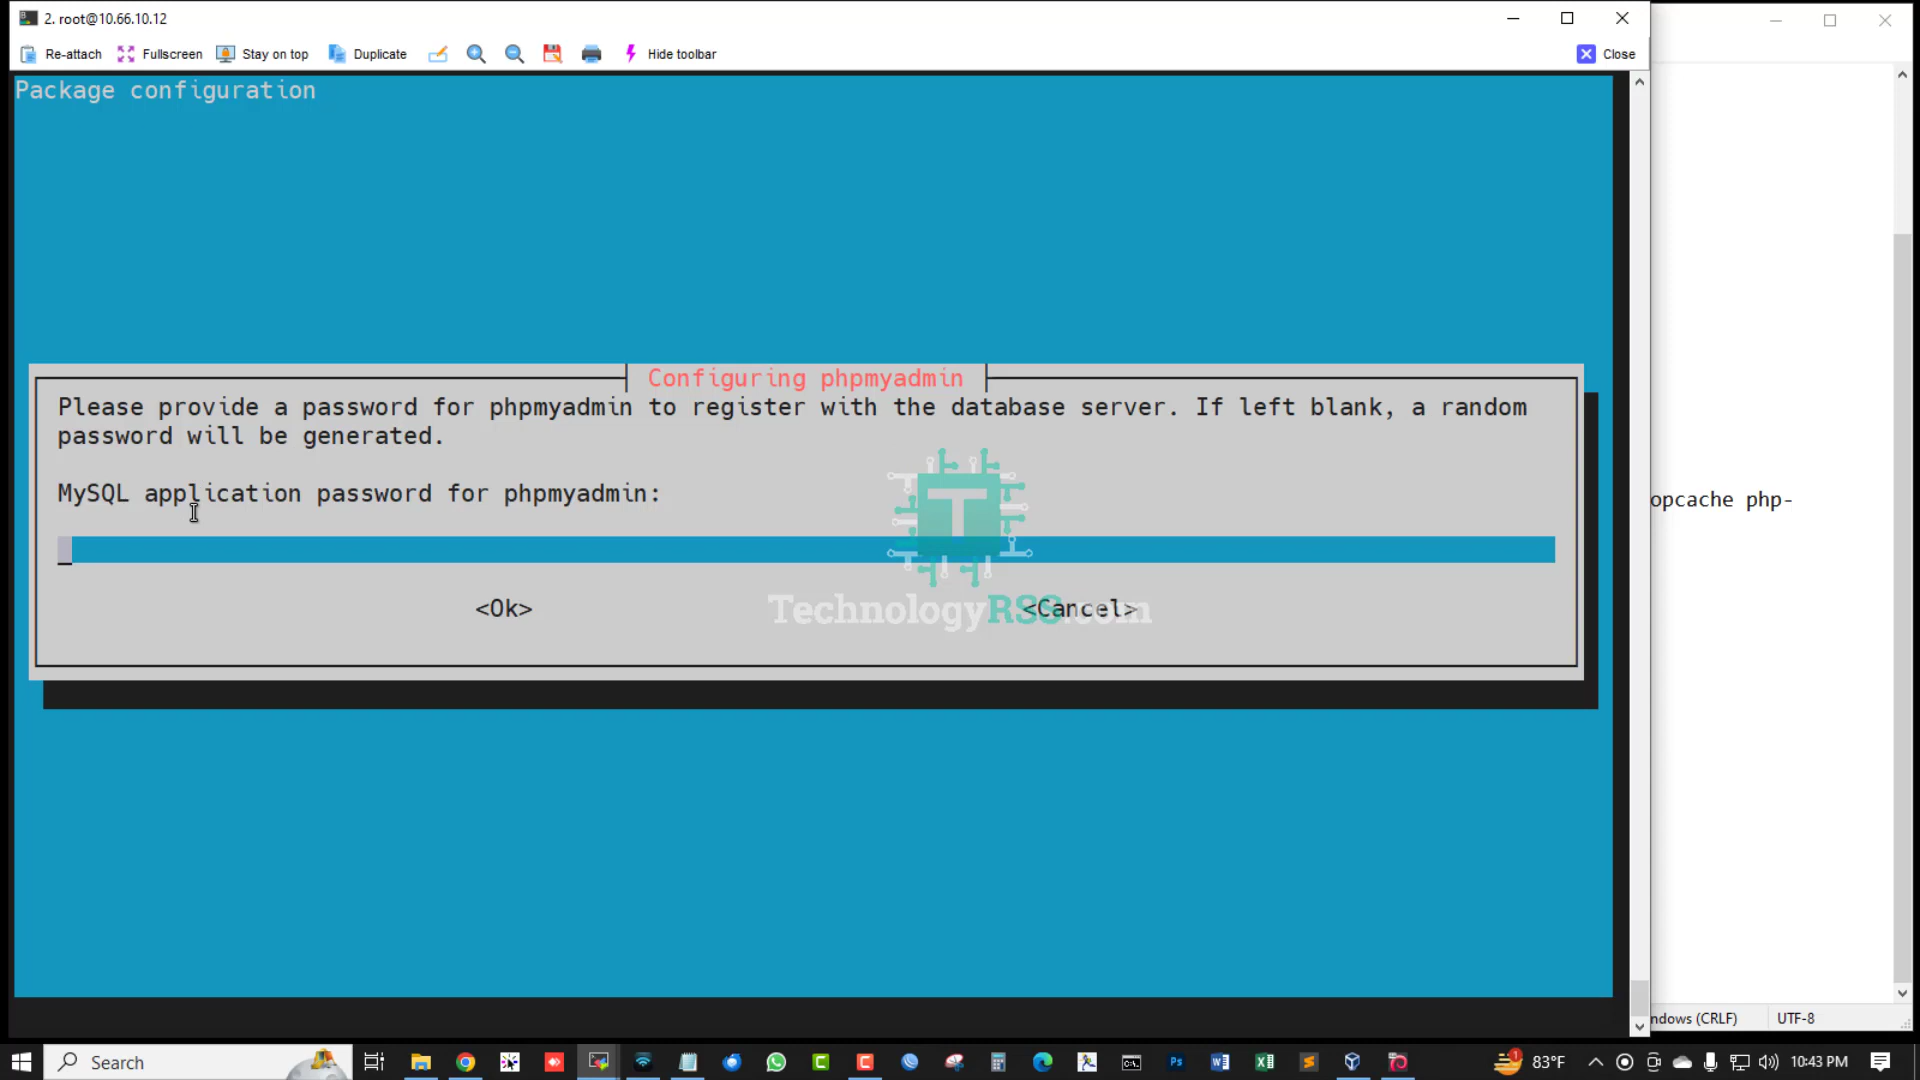 2. root@10.66.10.12
Re-attach Fullscreen Stay on top Duplicate Hide toolbar Close
Package configuration
Configuring phpmyadmin
Please provide a password for phpmyadmin to register with the database server. If left blank, a random
password will be generated.
MySQL application password for phpmyadmin:
<Ok> <Cancel>
TechnologyRSS.com
opcache php-
ndows (CRLF) UTF-8
Search
83°F 10:43 PM